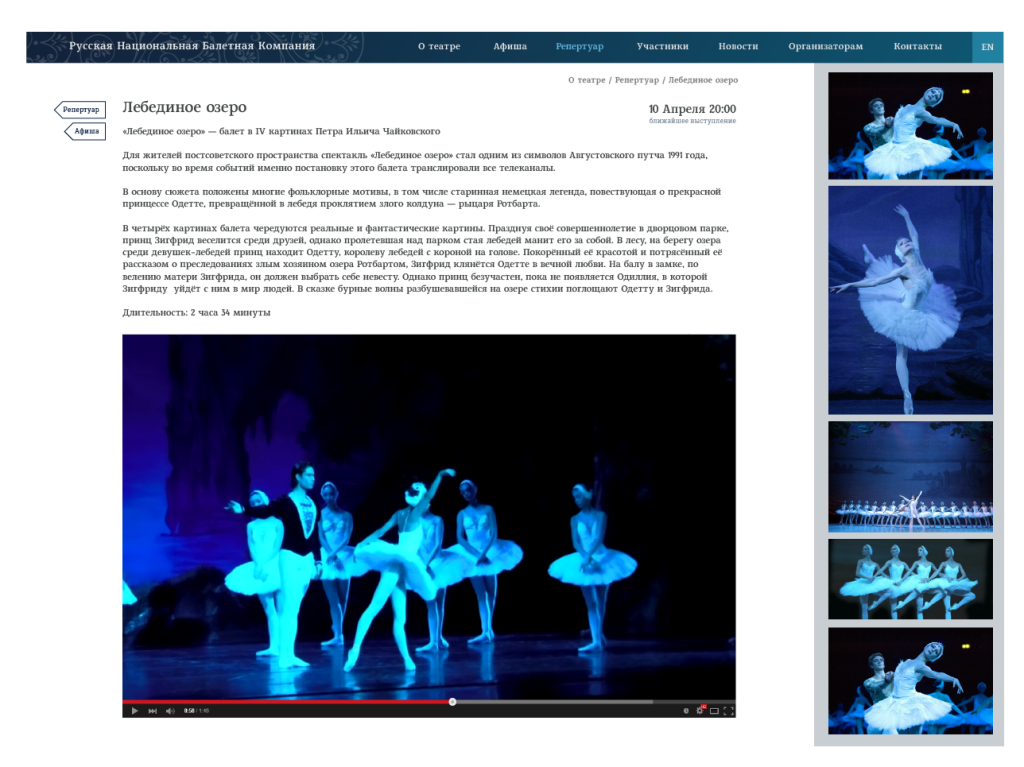 Русская Национальная Балетная Компания
О театре Афиша Репертуар Участники Новости Организаторам Контакты EN
О театре / Репертуар / Лебединое озеро
Репертуар
Афиша
Лебединое озеро
10 Апреля 20:00
ближайшее выступление
«Лебединое озеро» — балет в IV картинах Петра Ильича Чайковского
Для жителей постсоветского пространства спектакль «Лебединое озеро» стал одним из символов Августовского путча 1991 года,
поскольку во время событий именно постановку этого балета транслировали все телеканалы.
В основу сюжета положены многие фольклорные мотивы, в том числе старинная немецкая легенда, повествующая о прекрасной
принцессе Одетте, превращённой в лебедя проклятием злого колдуна — рыцаря Ротбарта.
В четырёх картинах балета чередуются реальные и фантастические картины. Празднуя своё совершеннолетие в дворцовом парке,
принц Зигфрид веселится среди друзей, однако пролетевшая над парком стая лебедей манит его за собой. В лесу, на берегу озера
среди девушек-лебедей принц находит Одетту, королеву лебедей с короной на голове. Покорённый её красотой и потрясённый её
рассказом о преследованиях злым хозяином озера Ротбартом, Зигфрид клянётся Одетте в вечной любви. На балу в замке, по
велению матери Зигфрида, он должен выбрать себе невесту. Однако принц безучастен, пока не появляется Одиллия, в которой
Зигфриду уйдёт с ним в мир людей. В сказке бурные волны разбушевавшейся на озере стихии поглощают Одетту и Зигфрида.
Длительность: 2 часа 34 минуты
0:58 / 1:46